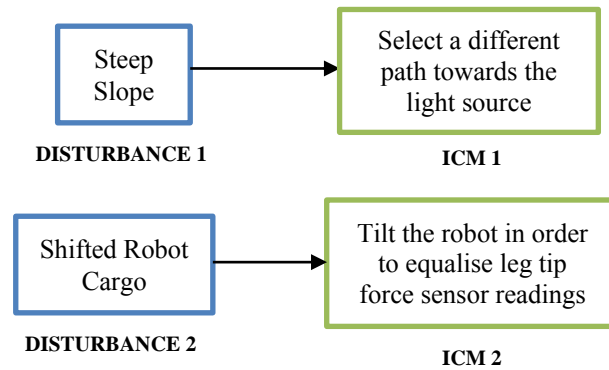 Steep
Slope
Select a different
path towards the
light source
DISTURBANCE 1
ICM 1
Shifted Robot
Cargo
Tilt the robot in order
to equalise leg tip
force sensor readings
DISTURBANCE 2
ICM 2